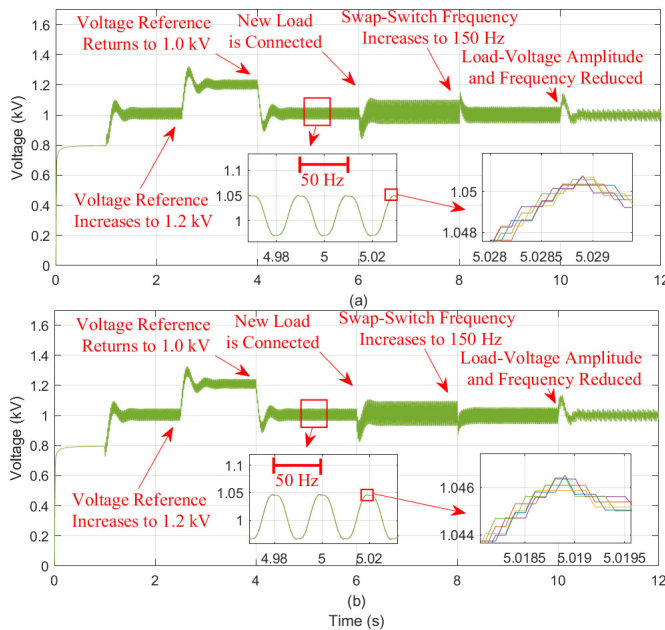 Voltage Reference
Returns to 1.0 kV
New Load
is Connected
Swap-Switch Frequency
Increases to 150 Hz
Load-Voltage Amplitude
and Frequency Reduced
Voltage Reference
Increases to 1.2 kV
50 Hz
1.1
1.05
1
4.98 5 5.02
1.05
1.048
5.028 5.0285 5.029
Voltage (kV)
1.6
1.4
1.2
1
0.8
0.6
0.4
0.2
0
0 2 4 6 8 10 12
(a)
Voltage Reference
Returns to 1.0 kV
New Load
is Connected
Swap-Switch Frequency
Increases to 150 Hz
Load-Voltage Amplitude
and Frequency Reduced
Voltage Reference
Increases to 1.2 kV
50 Hz
1.1
1.05
1
4.98 5 5.02
1.046
1.044
5.0185 5.019 5.0195
Voltage (kV)
1.6
1.4
1.2
1
0.8
0.6
0.4
0.2
0
0 2 4 6 8 10 12
(b)
Time (s)